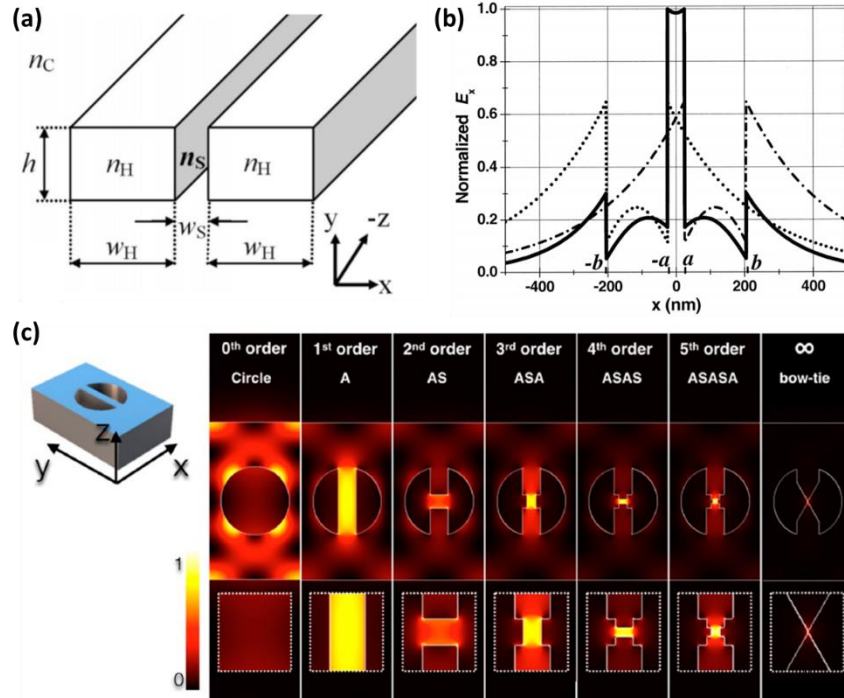 (a)
n_C
h
n_H
n_S
n_H
w_S
w_H
w_H
y
-z
x
(b)
Normalized E_x
1.0
0.8
0.6
0.4
0.2
0.0
-b
-a
a
b
-400
-200
0
200
400
x (nm)
(c)
z
y
x
1
0
0th order
Circle
1st order
A
2nd order
AS
3rd order
ASA
4th order
ASAS
5th order
ASASA
∞
bow-tie